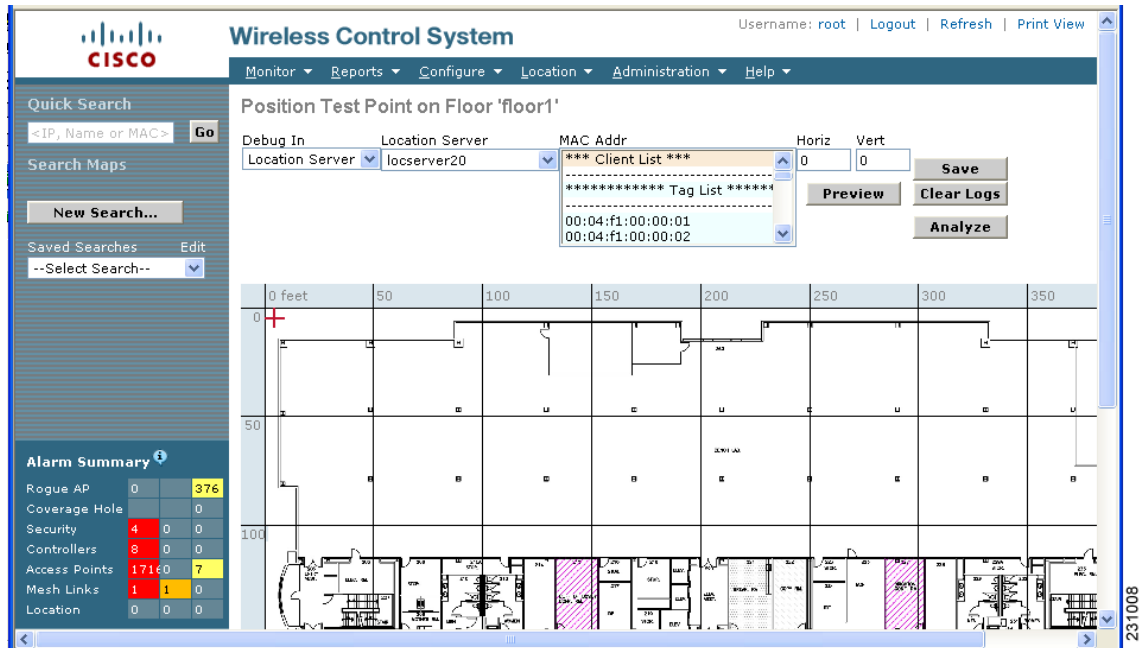 Username: root | Logout | Refresh | Print View
CISCO
Wireless Control System
Monitor Reports Configure Location Administration Help
Quick Search
<IP, Name or MAC> Go
Search Maps
New Search...
Saved Searches Edit
--Select Search--
Position Test Point on Floor 'floor1'
Debug In Location Server MAC Addr Horiz Vert
Location Server locserver20 *** Client List *** 0 0
------------------------------
************ Tag List ******
------------------------------
00:04:f1:00:00:01
00:04:f1:00:00:02
Save
Preview Clear Logs
Analyze
0 feet 50 100 150 200 250 300 350
0
50
100
Alarm Summary
Rogue AP 0 376
Coverage Hole 0
Security 4 0 0
Controllers 8 0 0
Access Points 1716 0 7
Mesh Links 1 1 0
Location 0 0 0
231008